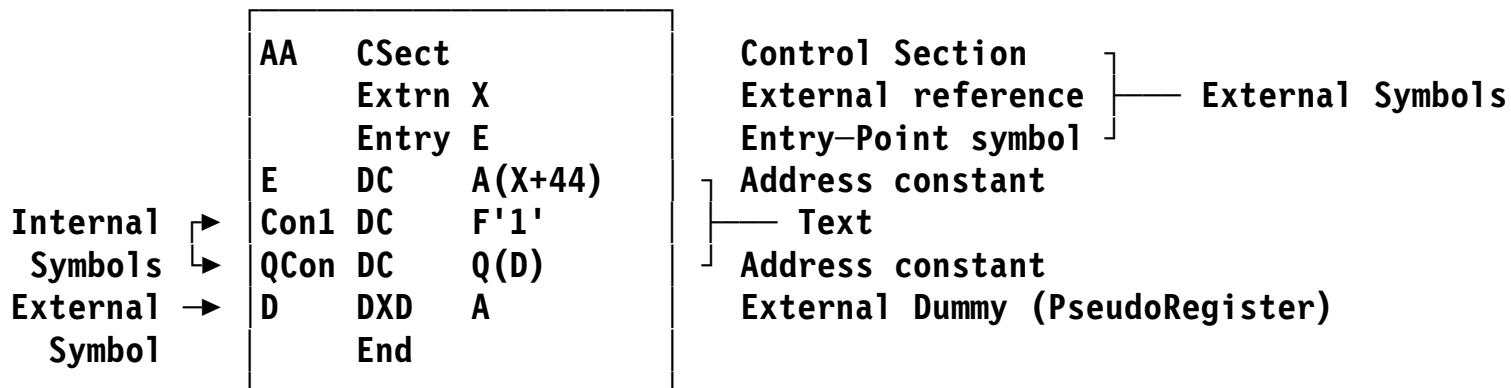 AA CSect Control Section
Extrn X External reference External Symbols
Entry E Entry-Point symbol
E DC A(X+44) Address constant
Internal Con1 DC F'1' Text
Symbols QCon DC Q(D) Address constant
External D DXD A External Dummy (PseudoRegister)
Symbol End